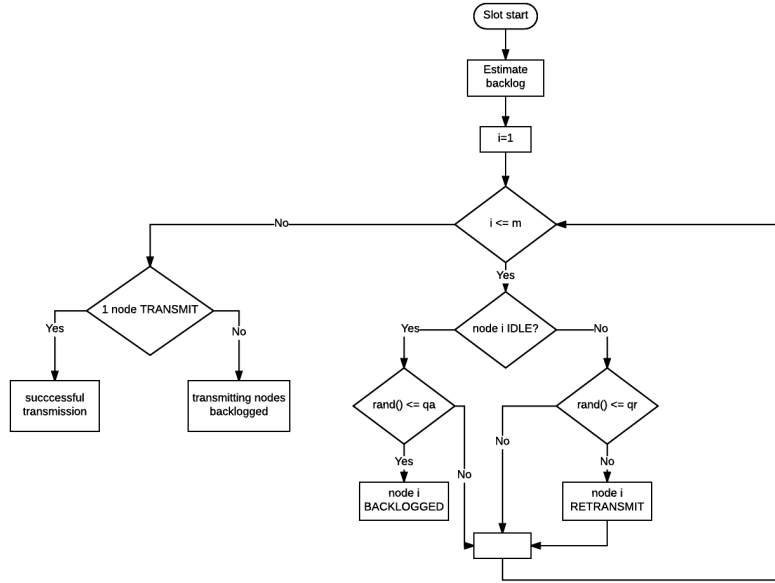 Slot start
Estimate
backlog
i=1
i <= m
No
Yes
1 node TRANSMIT
Yes
No
succcessful
transmission
transmitting nodes
backlogged
node i IDLE?
Yes
No
rand() <= qa
rand() <= qr
Yes
No
No
No
node i
BACKLOGGED
node i
RETRANSMIT